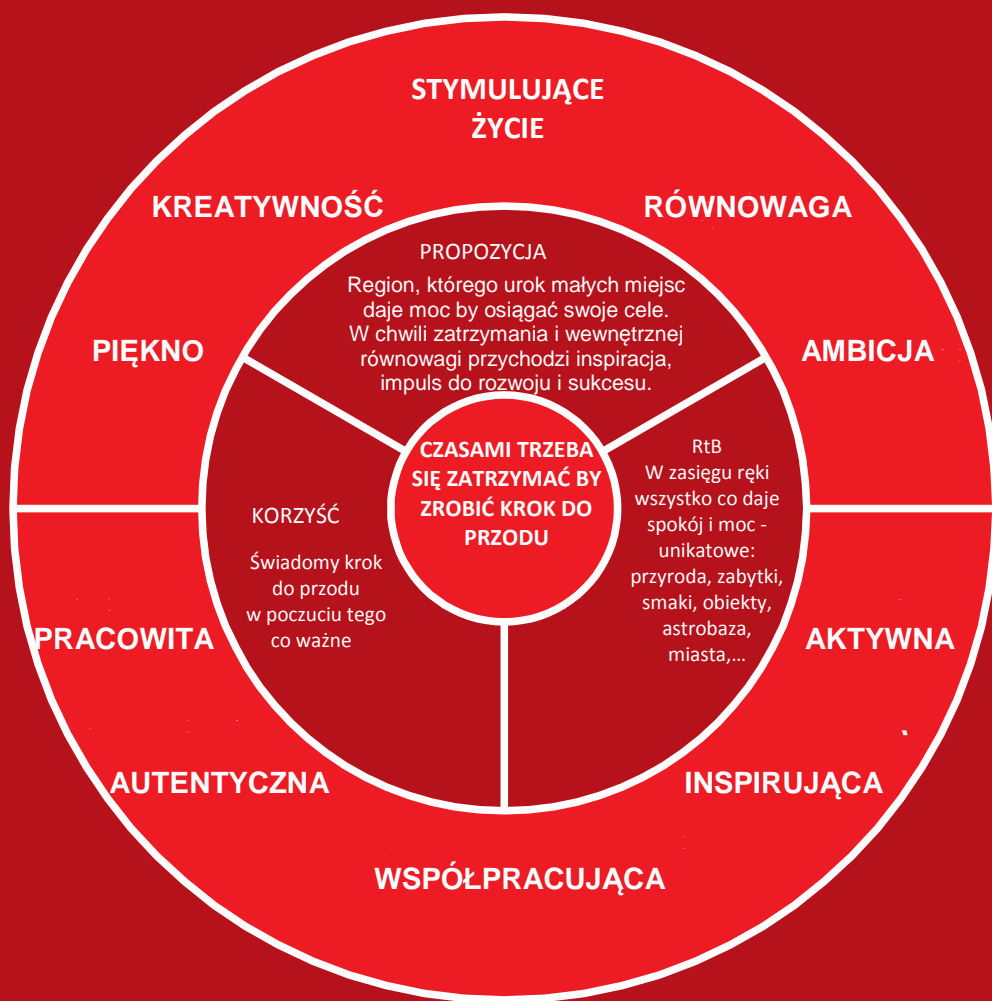 STYMULUJĄCE
ŻYCIE
KREATYWNOŚĆ
RÓWNOWAGA
PIĘKNO
AMBICJA
PROPOZYCJA
Region, którego urok małych miejsc
daje moc by osiągać swoje cele.
W chwili zatrzymania i wewnętrznej
równowagi przychodzi inspiracja,
impuls do rozwoju i sukcesu.
CZASAMI TRZEBA
SIĘ ZATRZYMAĆ BY
ZROBIĆ KROK DO
PRZODU
KORZYŚĆ
Świadomy krok
do przodu
w poczuciu tego
co ważne
RtB
W zasięgu ręki
wszystko co daje
spokój i moc -
unikatowe:
przyroda, zabytki,
smaki, obiekty,
astrobaza,
miasta,...
PRACOWITA
AKTYWNA
AUTENTYCZNA
INSPIRUJĄCA
WSPÓŁPRACUJĄCA